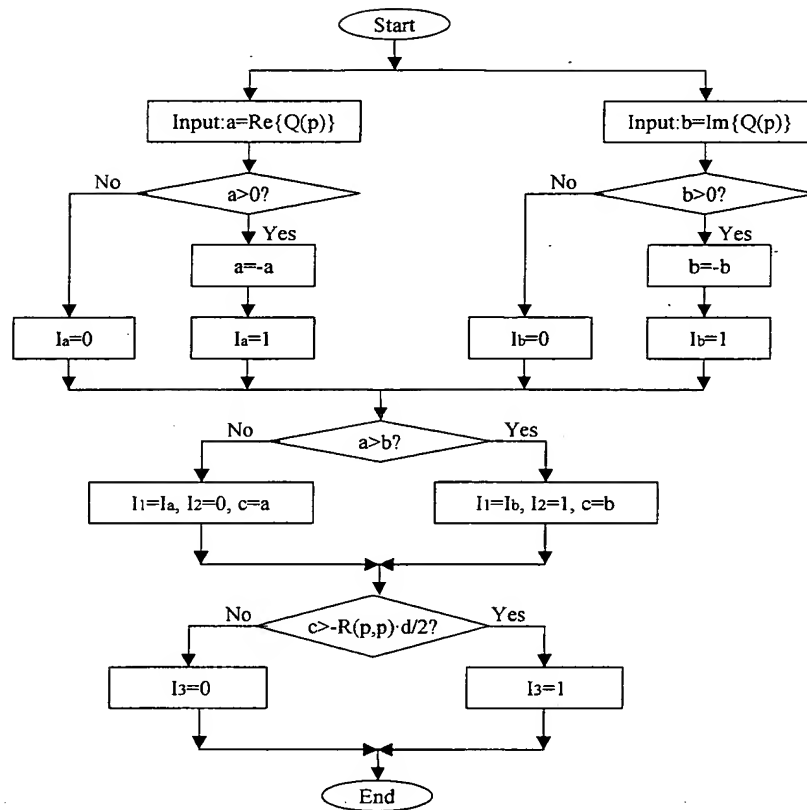 Start
Input:a=Re{Q(p)}
Input:b=Im{Q(p)}
No
a>0?
No
b>0?
Yes
Yes
a=-a
b=-b
Ia=0
Ia=1
Ib=0
Ib=1
No
a>b?
Yes
I1=Ia, I2=0, c=a
I1=Ib, I2=1, c=b
No
c>-R(p,p)·d/2?
Yes
I3=0
I3=1
End